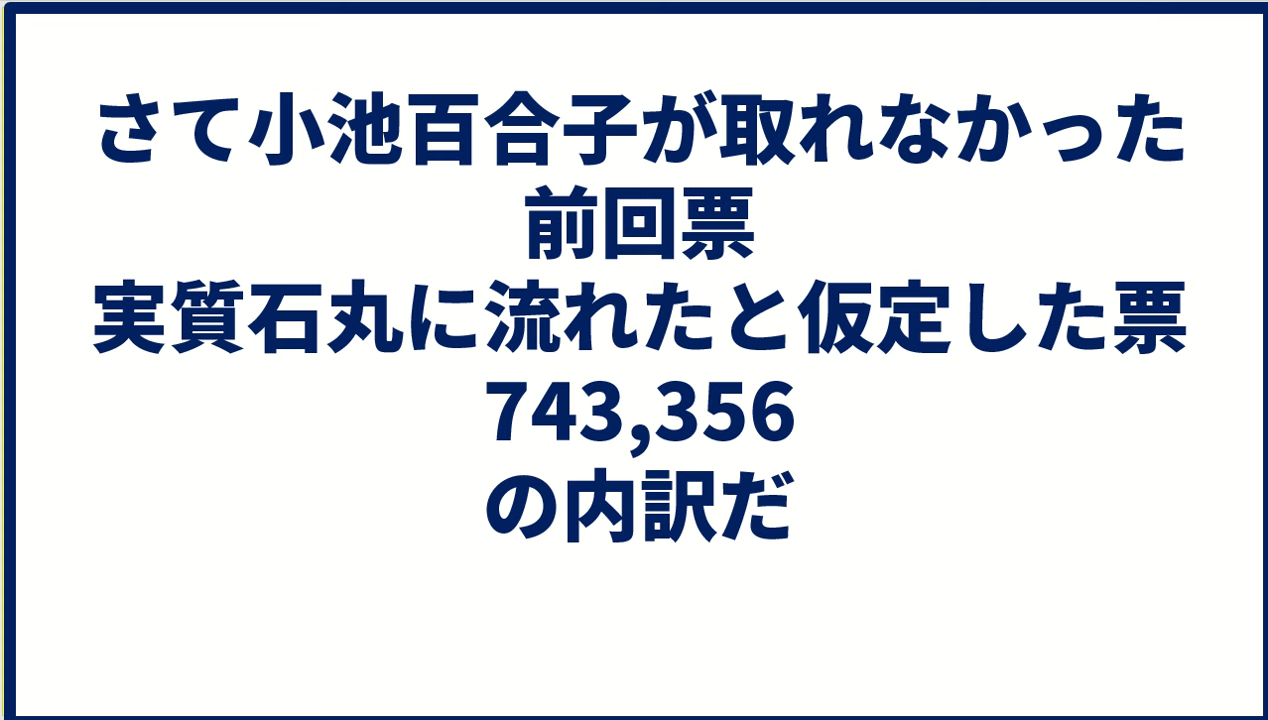 さて小池百合子が取れなかった
前回票
実質石丸に流れたと仮定した票
743,356
の内訳だ